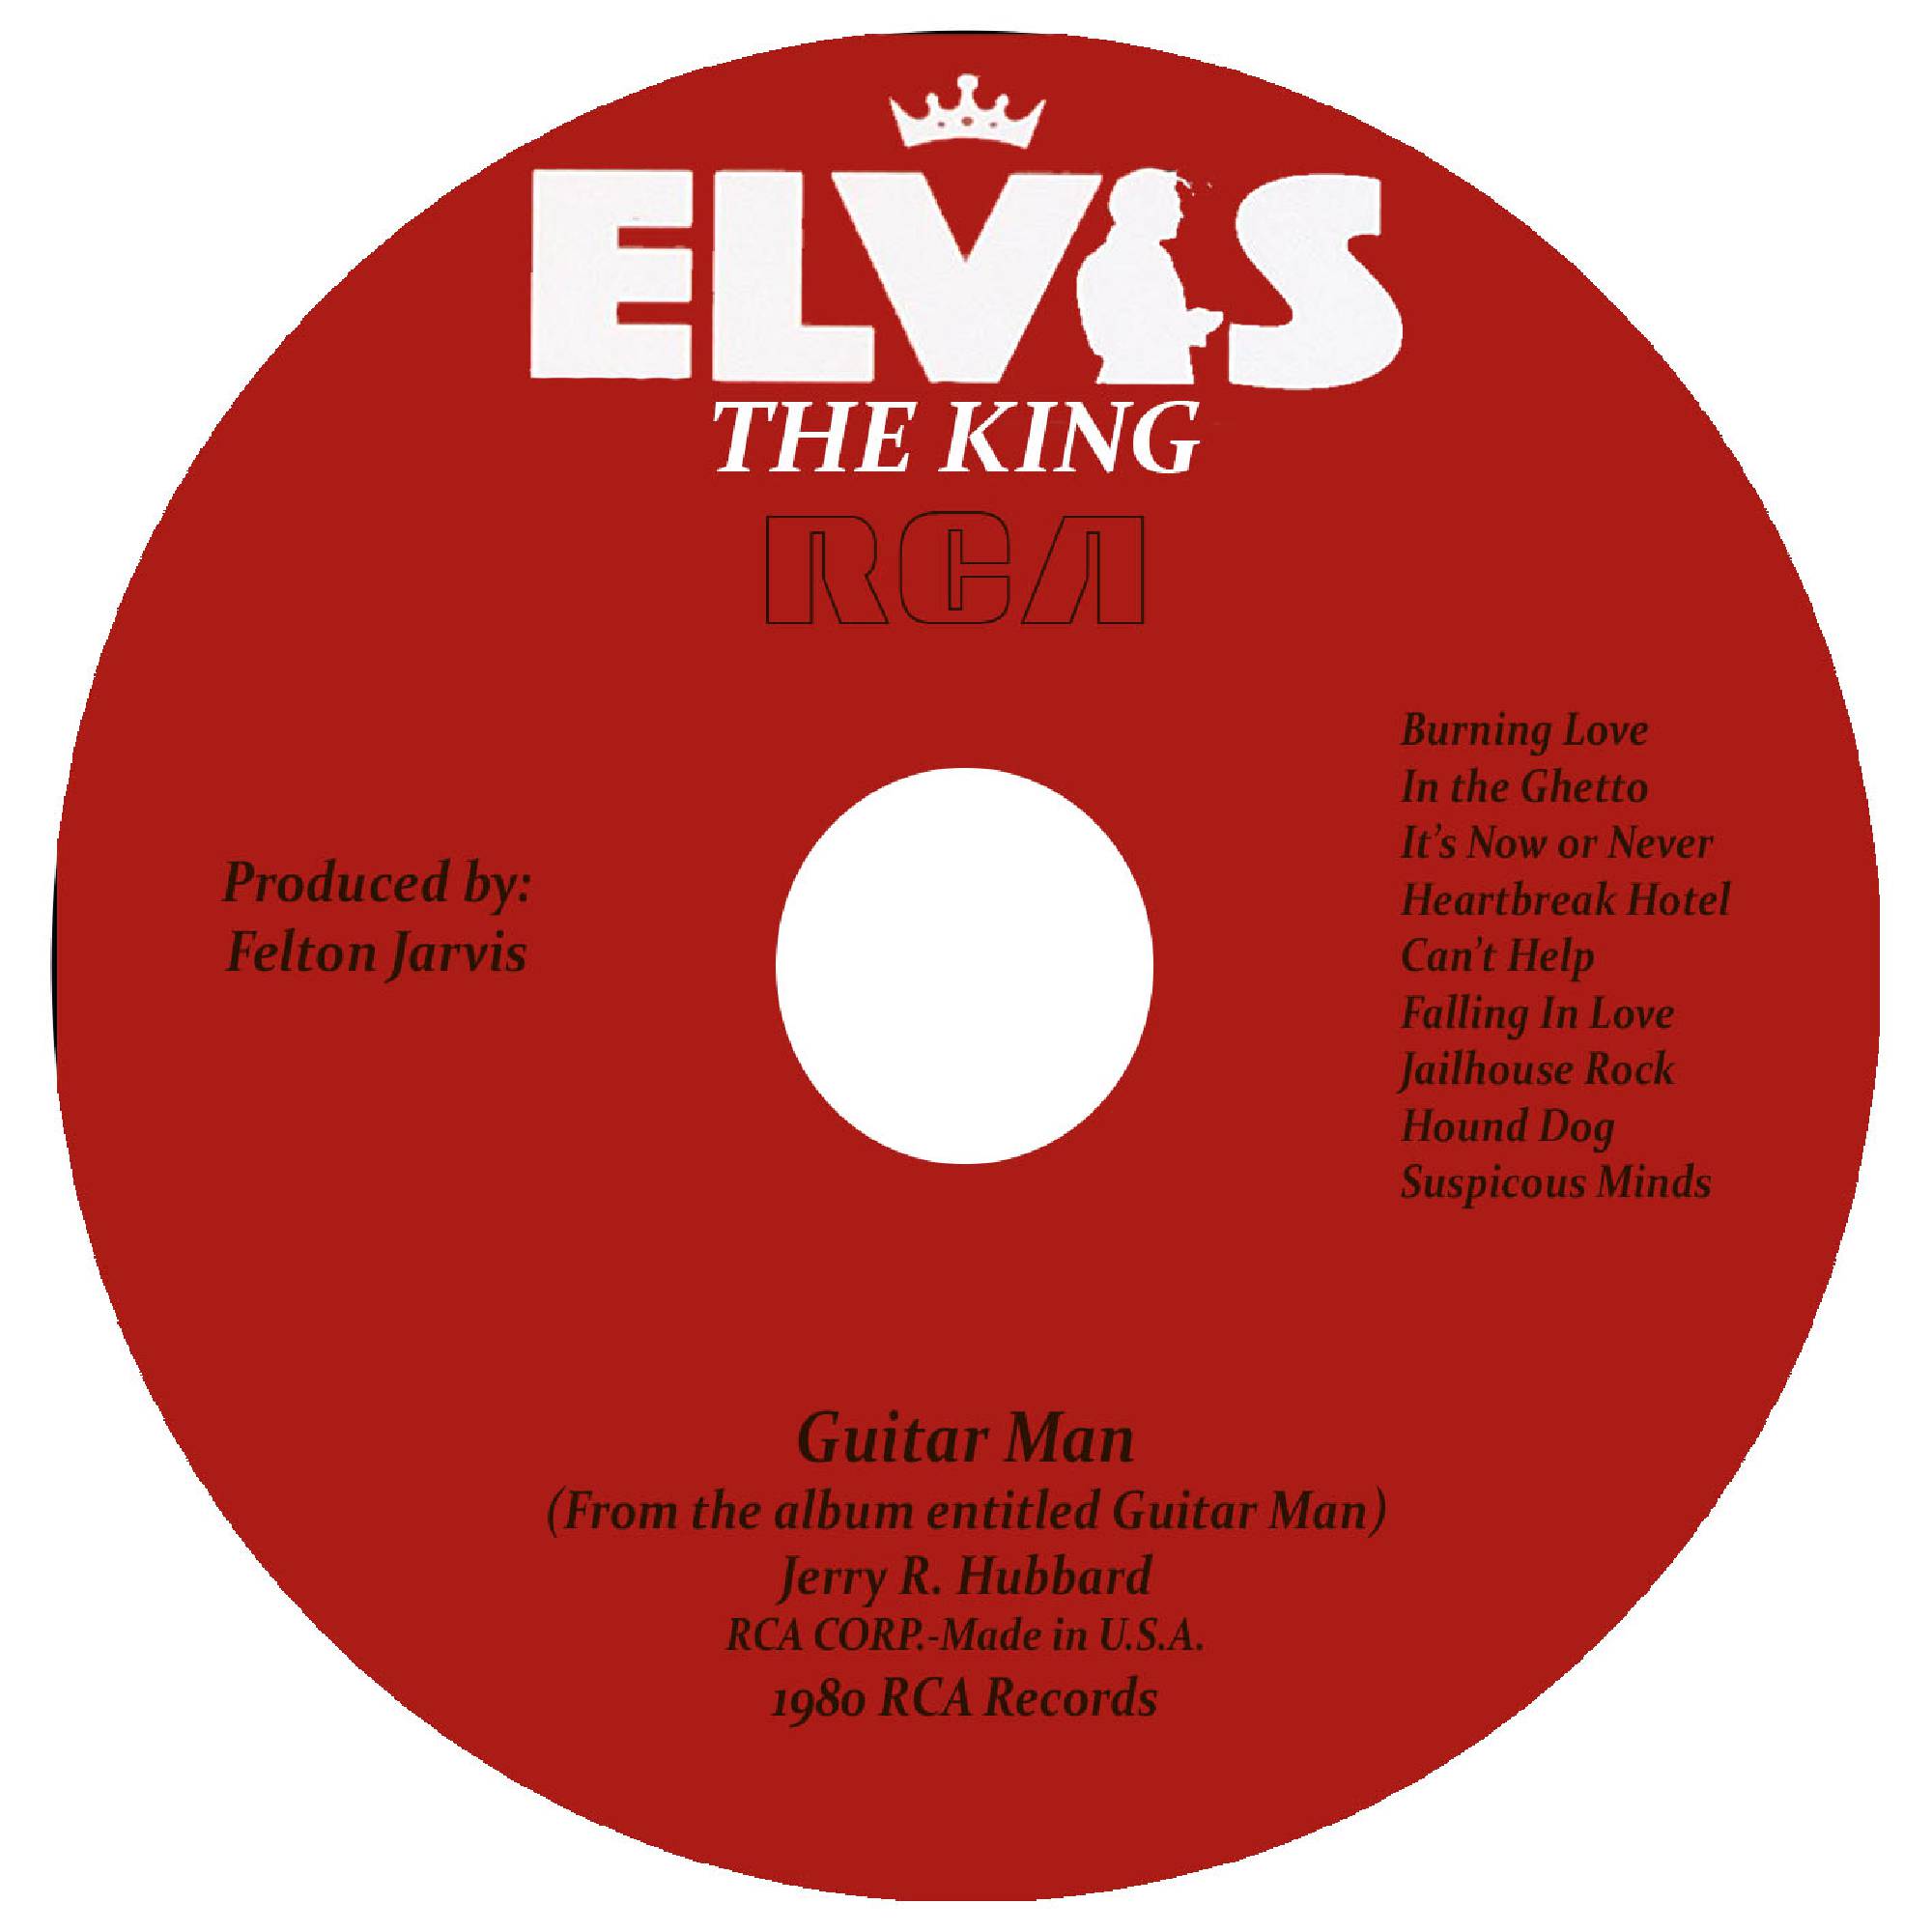 ELVIS
THE KING
RCA
Burning Love
In the Ghetto
It's Now or Never
Heartbreak Hotel
Can't Help
Falling In Love
Jailhouse Rock
Hound Dog
Suspicous Minds
Produced by:
Felton Jarvis
Guitar Man
(From the album entitled Guitar Man)
Jerry R. Hubbard
RCA CORP.-Made in U.S.A.
1980 RCA Records